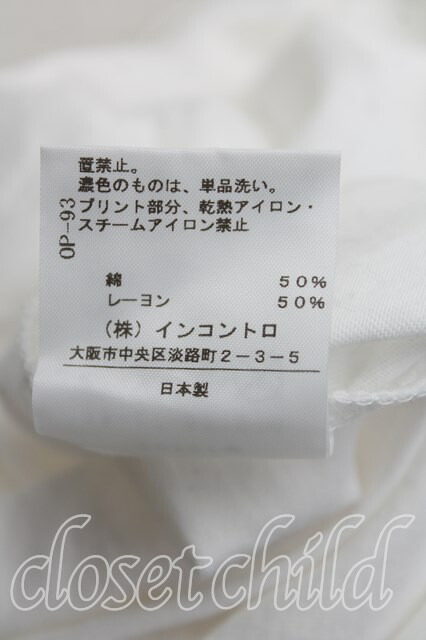 置禁止。
濃色のものは、単品洗い。
プリント部分、乾熱アイロン・
スチームアイロン禁止
OP-93
綿 50%
レーヨン 50%
(株)インコントロ
大阪市中央区淡路町2-3-5
日本製
closet child